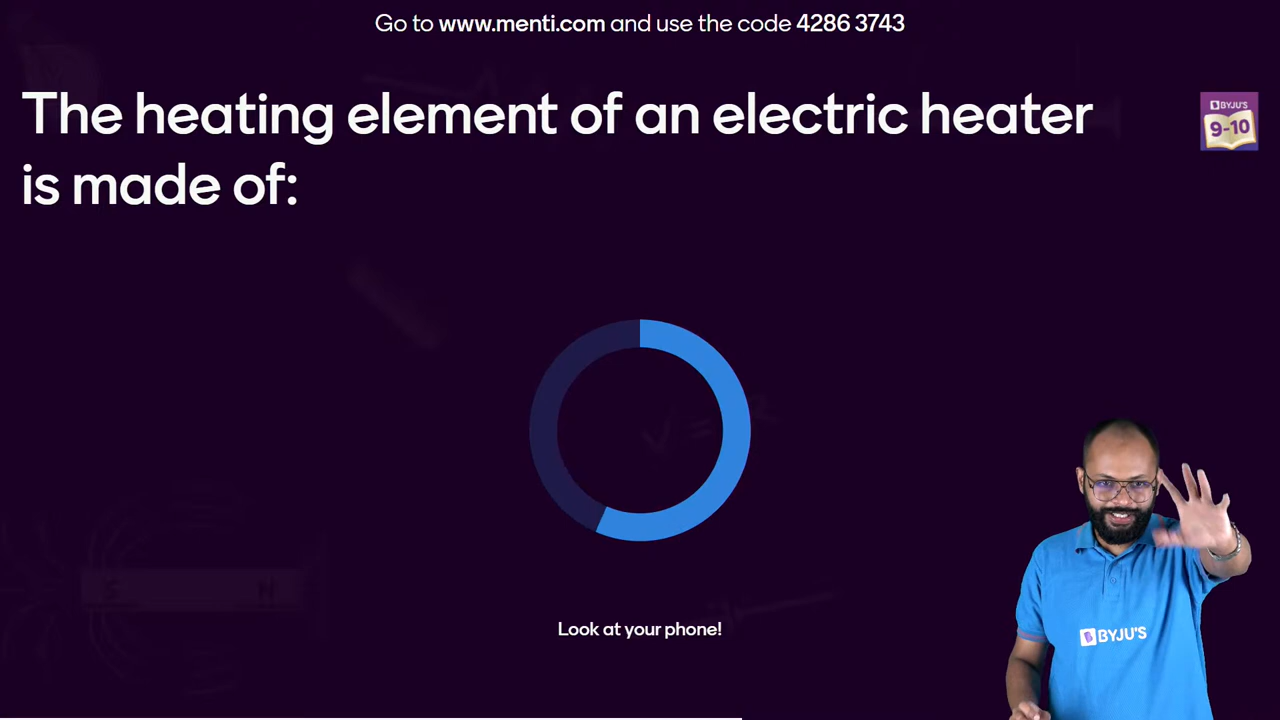 Go to www.menti.com and use the code 4286 3743
The heating element of an electric heater
is made of:
BYJU'S
9-10
Look at your phone!
S
N
BYJU'S